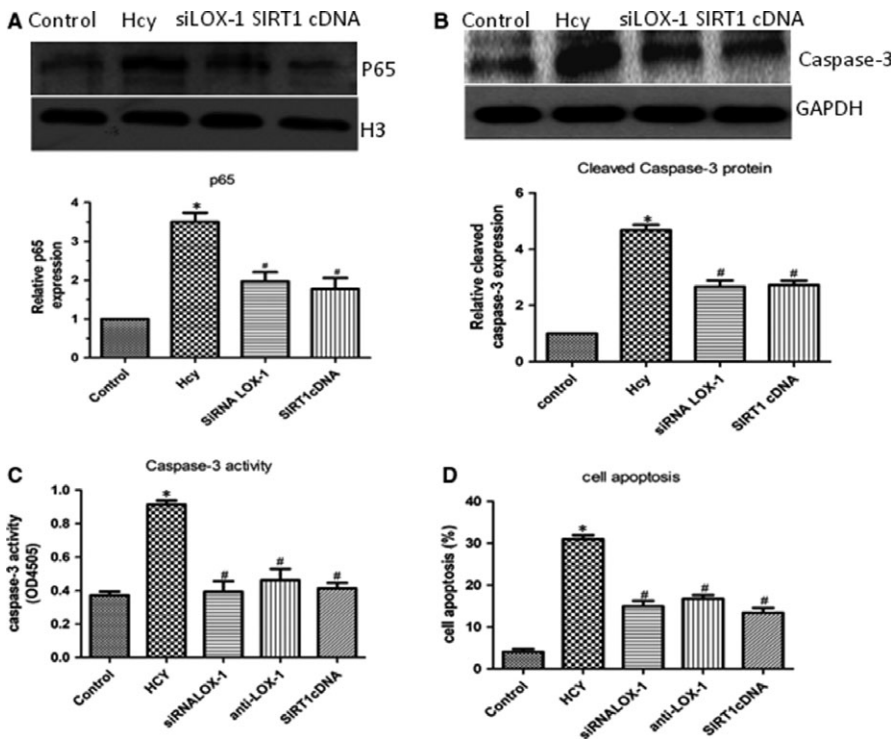 A
Control Hcy siLOX-1 SIRT1 cDNA
P65
H3
p65
Relative p65
expression
4
3
2
1
0
*
#
#
Control
Hcy
SiRNA LOX-1
SIRT1cDNA
B
Control Hcy siLOX-1 SIRT1 cDNA
Caspase-3
GAPDH
Cleaved Caspase-3 protein
Relative cleaved
caspase-3 expression
6
4
2
0
*
#
#
control
Hcy
siRNA LOX-1
SIRT1 cDNA
C
Caspase-3 activity
caspase-3 activity
(OD4505)
1.0
0.8
0.6
0.4
0.2
0.0
*
#
#
#
Control
HCY
siRNALOX-1
anti-LOX-1
SIRT1cDNA
D
cell apoptosis
cell apoptosis (%)
40
30
20
10
0
*
#
#
#
Control
HCY
siRNALOX-1
anti-LOX-1
SIRT1cDNA